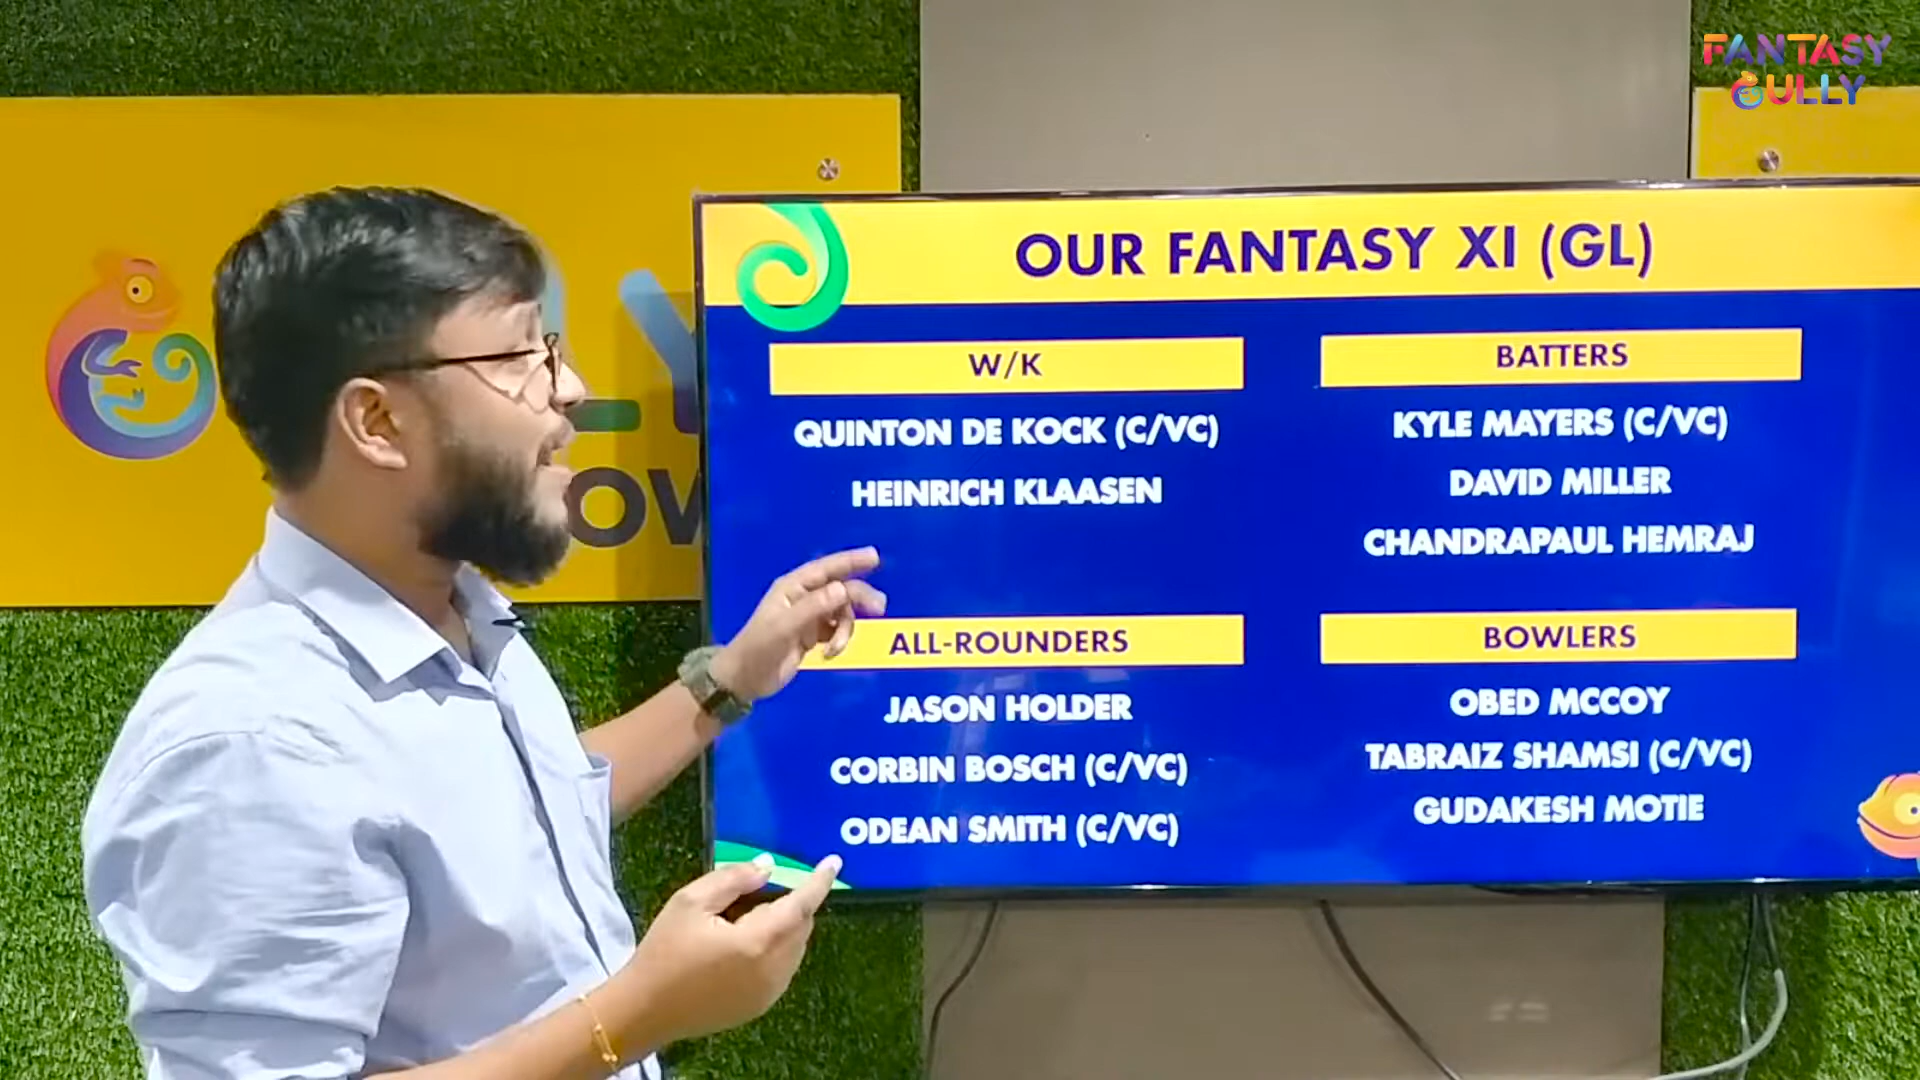 FANTASY
GULLY
LY
OW
OUR FANTASY XI (GL)
W/K
QUINTON DE KOCK (C/VC)
HEINRICH KLAASEN
BATTERS
KYLE MAYERS (C/VC)
DAVID MILLER
CHANDRAPAUL HEMRAJ
ALL-ROUNDERS
JASON HOLDER
CORBIN BOSCH (C/VC)
ODEAN SMITH (C/VC)
BOWLERS
OBED MCCOY
TABRAIZ SHAMSI (C/VC)
GUDAKESH MOTIE